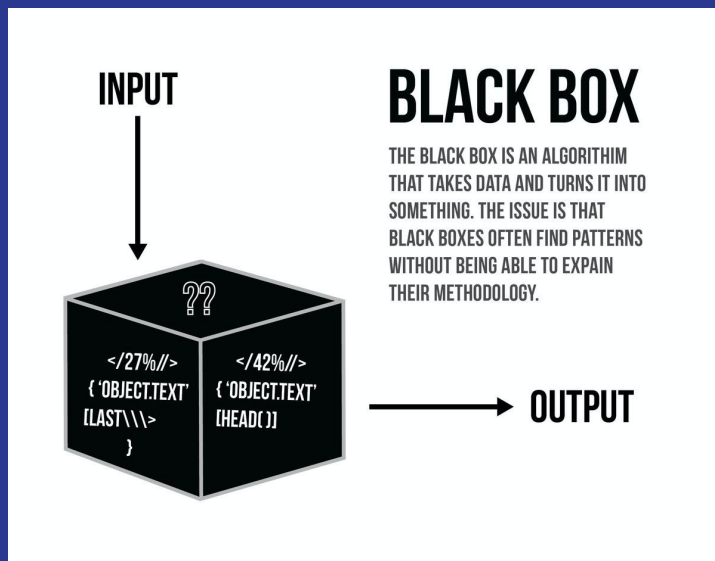 INPUT
BLACK BOX
THE BLACK BOX IS AN ALGORITHIM
THAT TAKES DATA AND TURNS IT INTO
SOMETHING. THE ISSUE IS THAT
BLACK BOXES OFTEN FIND PATTERNS
WITHOUT BEING ABLE TO EXPAIN
THEIR METHODOLOGY.
??
</27%//>
{ ‘OBJECT.TEXT’
[LAST\\\>
}
</42%//>
{ ‘OBJECT.TEXT’
[HEAD( )]
OUTPUT